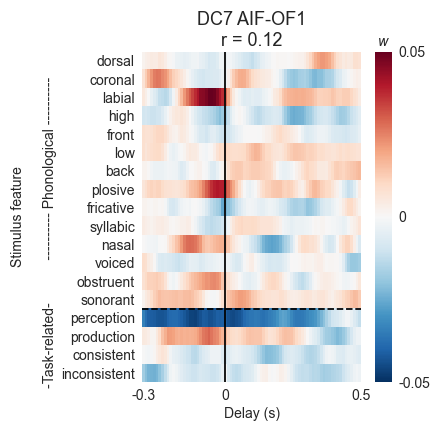 DC7 AIF-OF1
r = 0.12
w
dorsal
coronal
labial
high
front
low
back
plosive
fricative
syllabic
nasal
voiced
obstruent
sonorant
perception
production
consistent
inconsistent
Stimulus feature
-Task-related- ---------- Phonological ----------
0.05
0
-0.05
-0.3 0 0.5
Delay (s)